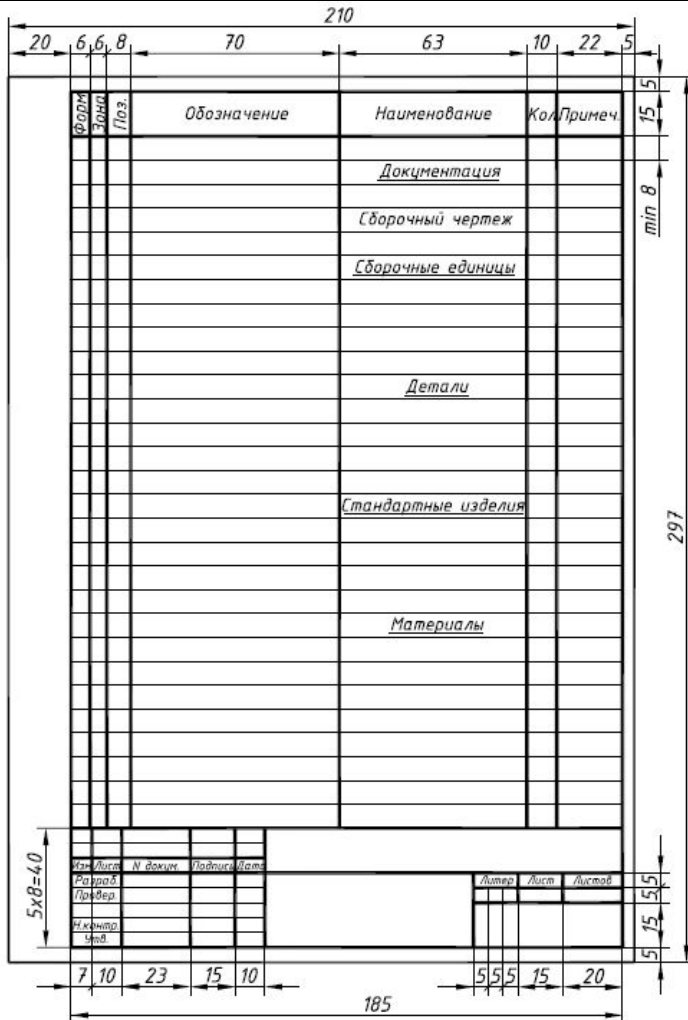 210
20 6 6 8 70 63 10 22 5
5
Форм Зона Поз. Обозначение Наименование Кол Примеч.
15
Документация
min 8
Сборочный чертеж
Сборочные единицы
Детали
Стандартные изделия
297
Материалы
5x8=40
Изм Лист N докум. Подпись Дата
Разраб. Литер Лист Листов
5
Провер.
5
Н.контр.
15
Утв.
5
7 10 23 15 10 5 5 5 15 20
185